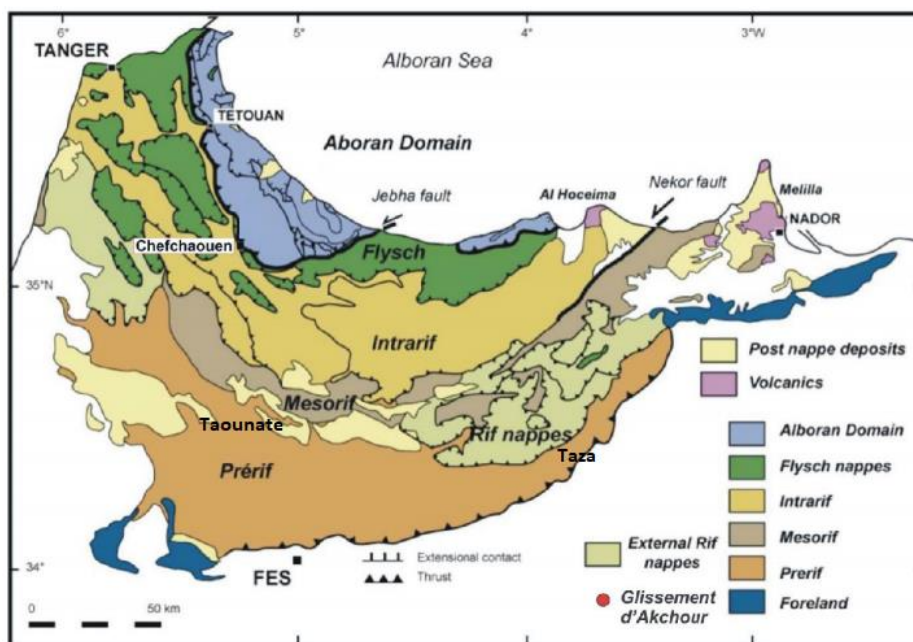 6°
5°
4°
3°W
TANGER
Alboran Sea
TETOUAN
Aboran Domain
Jebha fault
Al Hoceima
Nekor fault
Melilla
NADOR
Chefchaouen
Flysch
35°N
Intrarif
Mesorif
Taounate
Rif nappes
Taza
Prérif
34°
FES
Extensional contact
Thrust
0 50 km
Post nappe deposits
Volcanics
Alboran Domain
Flysch nappes
Intrarif
Mesorif
Prerif
Foreland
External Rif
nappes
Glissement
d'Akchour